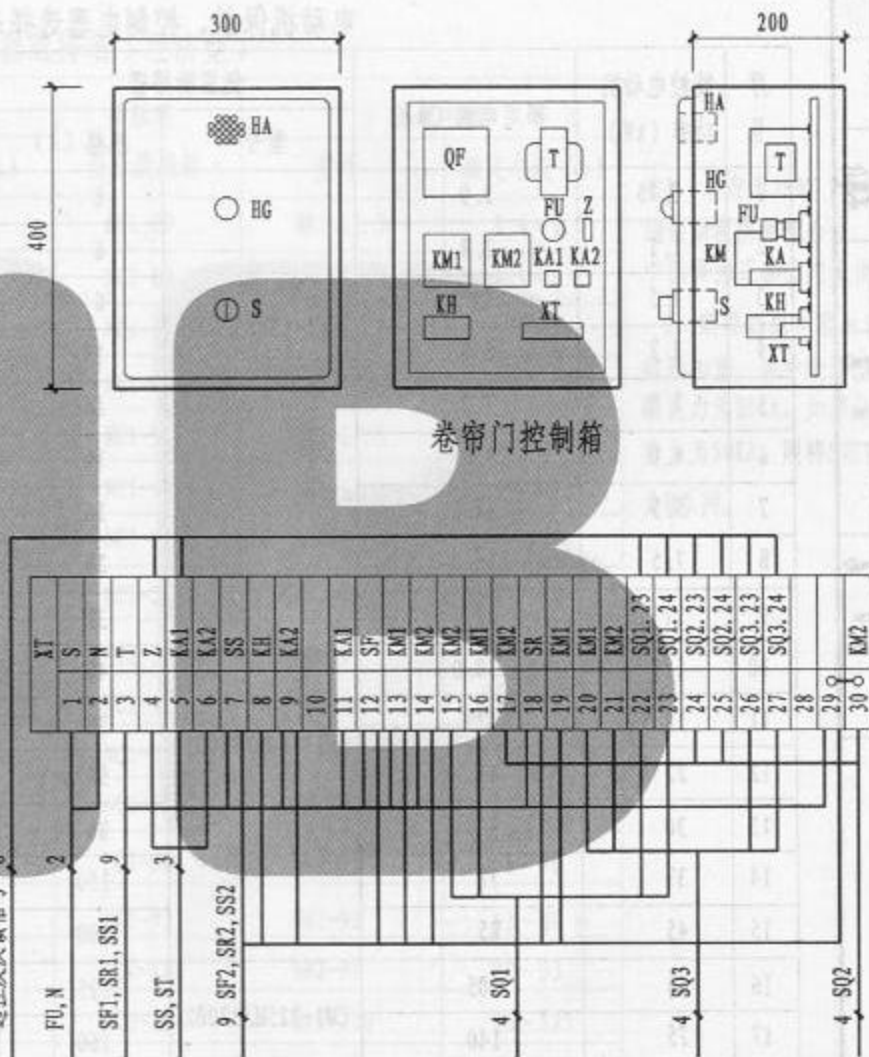 300
200
400
HA
HG
S
QF
T
FU
Z
KM1
KM2
KA1
KA2
KH
XT
HA
HG
KM
S
T
FU
KA
KH
XT
卷帘门控制箱
XT
1 S
2 N
3 T
4 Z
5 KA1
6 KA2
7 SS
8 KH
9 KA2
10
11 KA1
12 SF
13 KM1
14 KM2
15 KM2
16 KM1
17 KM2
18 SR
19 KM1
20 KM1
21 KM2
22 SQ1.23
23 SQ1.24
24 SQ2.23
25 SQ2.24
26 SQ3.23
27 SQ3.24
28
29
30 KM2
FU, N 2
SF1, SR1, SS1 9
SS, ST 3
9 SF2, SR2, SS2
4 SQ1
4 SQ3
4 SQ2